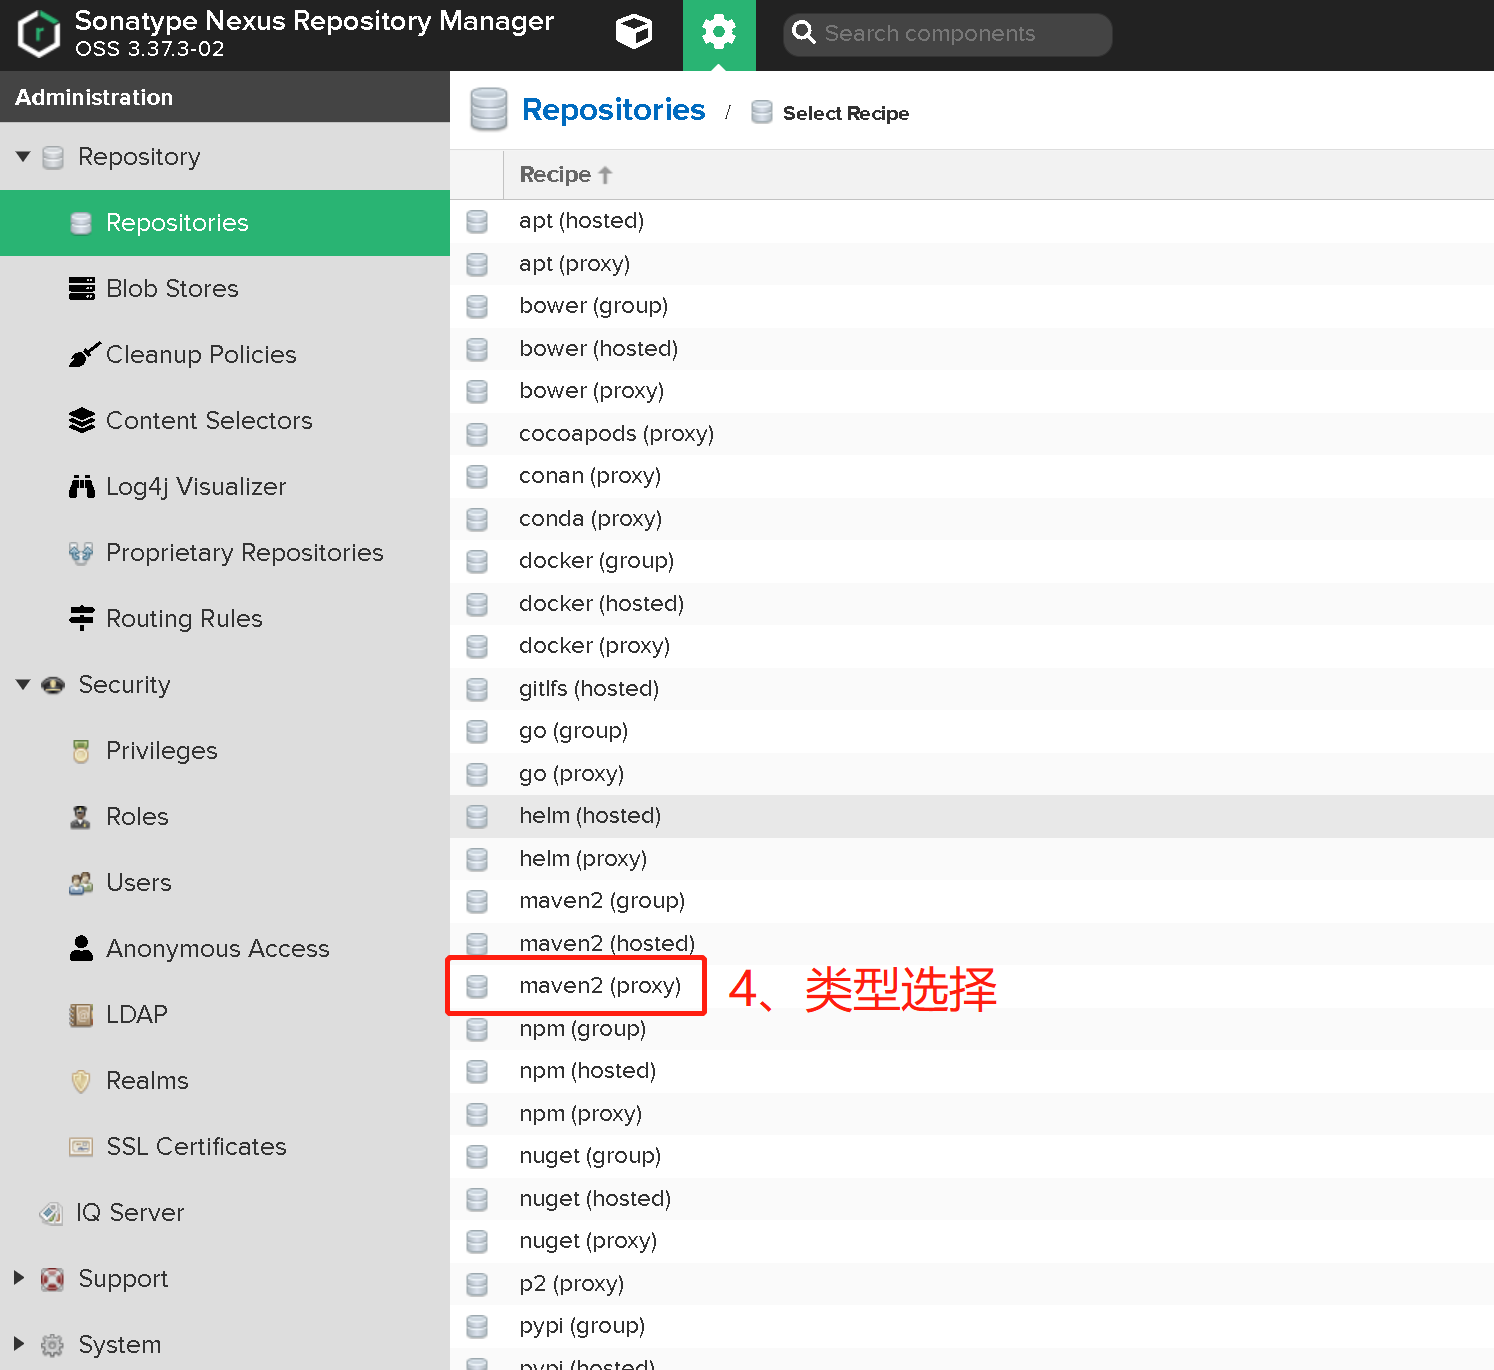 Sonatype Nexus Repository Manager
OSS 3.37.3-02
Search components
Administration
Repository
Repositories
Blob Stores
Cleanup Policies
Content Selectors
Log4j Visualizer
Proprietary Repositories
Routing Rules
Security
Privileges
Roles
Users
Anonymous Access
LDAP
Realms
SSL Certificates
IQ Server
Support
System
Repositories / Select Recipe
Recipe
apt (hosted)
apt (proxy)
bower (group)
bower (hosted)
bower (proxy)
cocoapods (proxy)
conan (proxy)
conda (proxy)
docker (group)
docker (hosted)
docker (proxy)
gitlfs (hosted)
go (group)
go (proxy)
helm (hosted)
helm (proxy)
maven2 (group)
maven2 (hosted)
maven2 (proxy)
4、类型选择
npm (group)
npm (hosted)
npm (proxy)
nuget (group)
nuget (hosted)
nuget (proxy)
p2 (proxy)
pypi (group)
pypi (hosted)